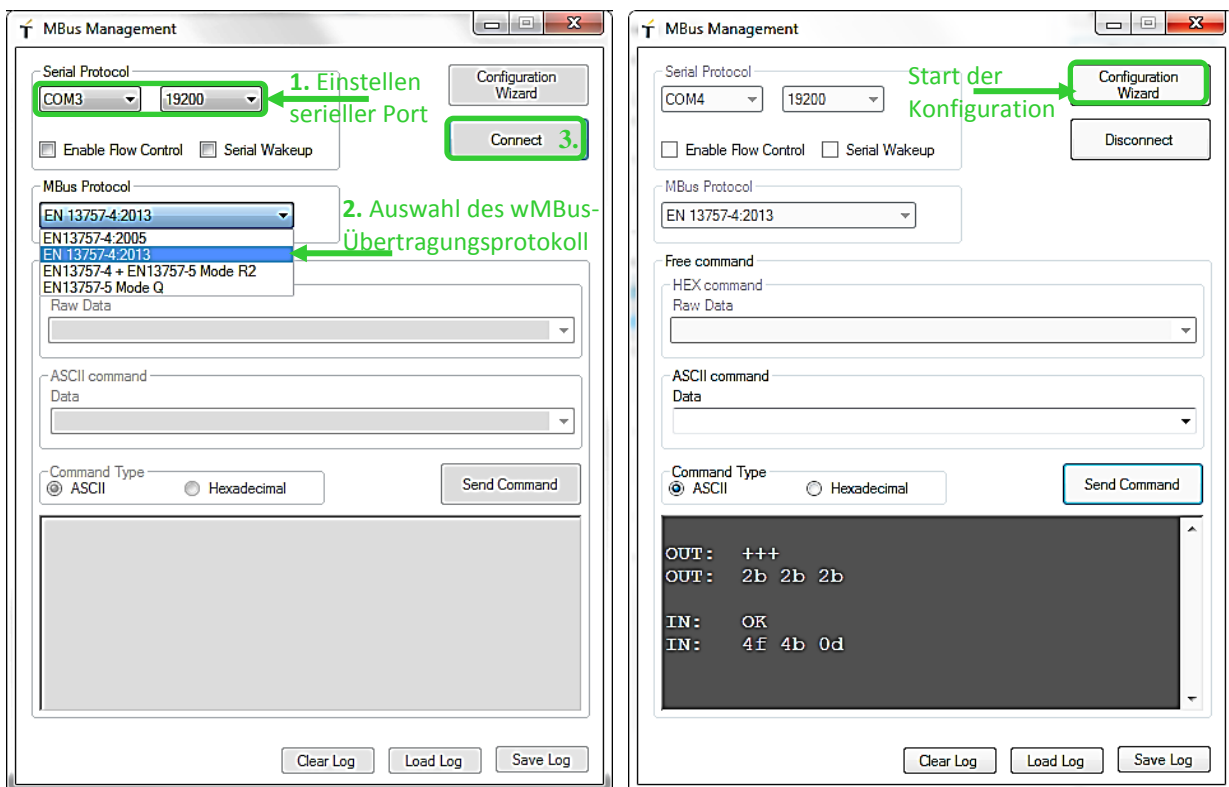 MBus Management
Serial Protocol
COM3
19200
1. Einstellen
serieller Port
Configuration
Wizard
Connect
3.
Enable Flow Control
Serial Wakeup
MBus Protocol
EN 13757-4:2013
2. Auswahl des wMBus-
Übertragungsprotokoll
EN13757-4:2005
EN 13757-4:2013
EN13757-4 + EN13757-5 Mode R2
EN13757-5 Mode Q
Raw Data
ASCII command
Data
Command Type
ASCII
Hexadecimal
Send Command
Clear Log
Load Log
Save Log
MBus Management
Serial Protocol
COM4
19200
Start der
Konfiguration
Configuration
Wizard
Disconnect
Enable Flow Control
Serial Wakeup
MBus Protocol
EN 13757-4:2013
Free command
HEX command
Raw Data
ASCII command
Data
Command Type
ASCII
Hexadecimal
Send Command
OUT: +++
OUT: 2b 2b 2b
IN: OK
IN: 4f 4b 0d
Clear Log
Load Log
Save Log